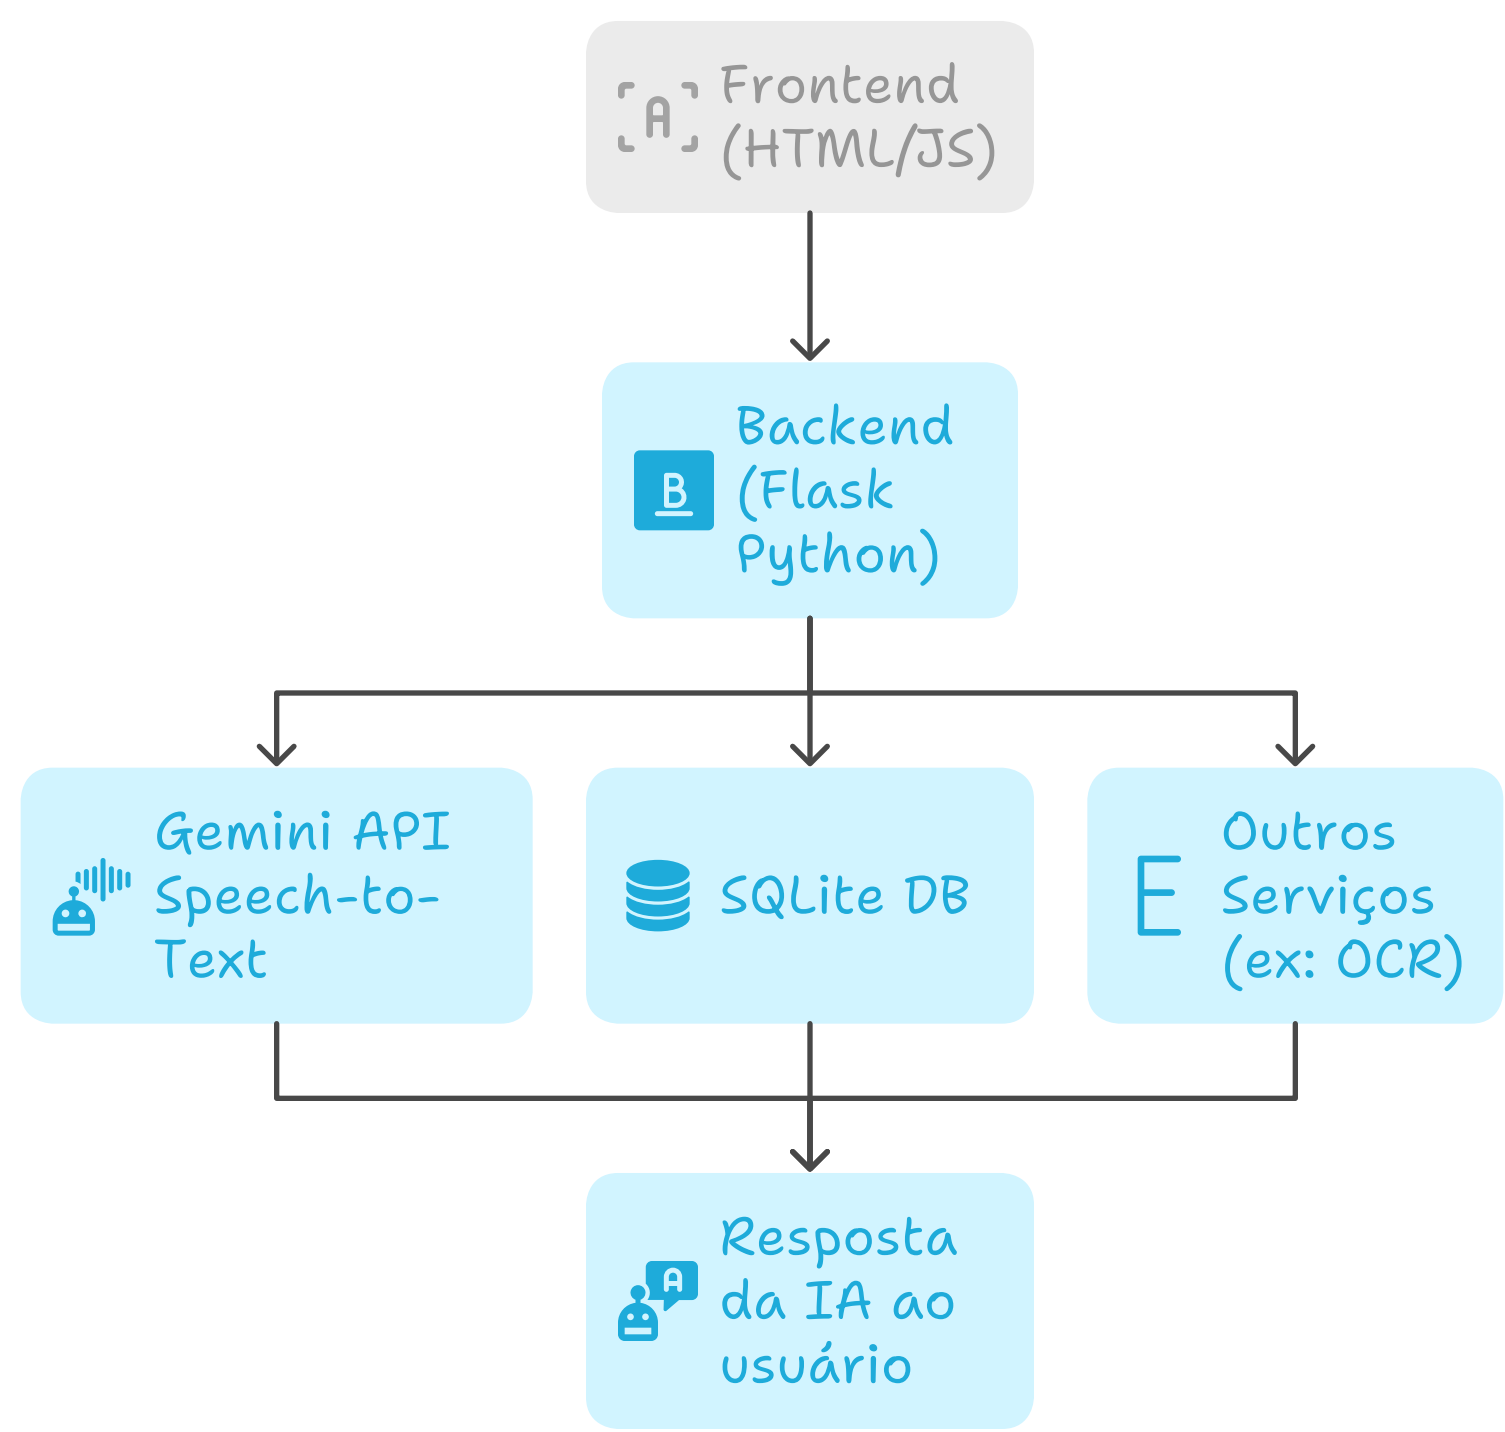 A
Frontend
(HTML/JS)
B
Backend
(Flask
Python)
Gemini API
Speech-to-
Text
SQLite DB
E
Outros
Serviços
(ex: OCR)
A
Resposta
da IA ao
usuário